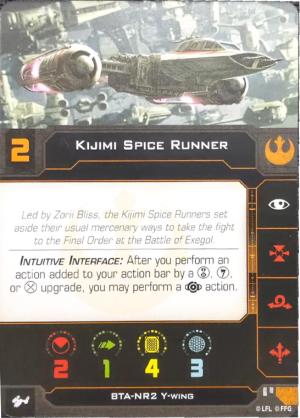 2 KIJIMI SPICE RUNNER
Led by Zorii Bliss, the Kijimi Spice Runners set
aside their usual mercenary ways to take the fight
to the Final Order at the Battle of Exegol.
INTUITIVE INTERFACE: After you perform an
action added to your action bar by a , ,
or upgrade, you may perform a action.
2 1 4 3
BTA-NR2 Y-WING
©LFL ©FFG